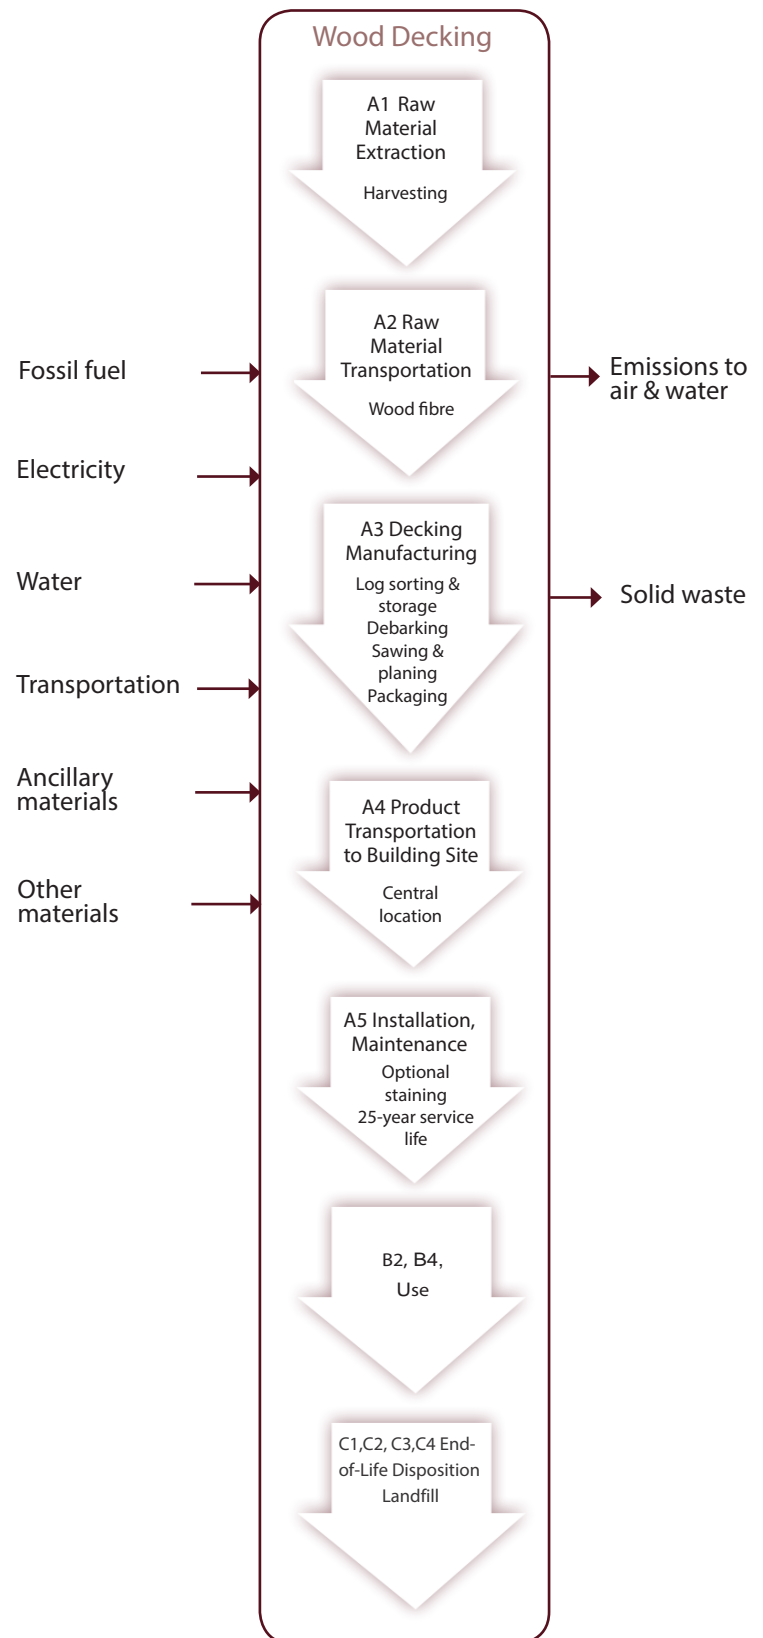 Wood Decking
A1 Raw
Material
Extraction
Harvesting
A2 Raw
Material
Transportation
Wood fibre
Fossil fuel
Emissions to
air & water
Electricity
A3 Decking
Manufacturing
Log sorting &
storage
Debarking
Sawing &
planing
Packaging
Water
Solid waste
Transportation
Ancillary
materials
A4 Product
Transportation
to Building Site
Central
location
Other
materials
A5 Installation,
Maintenance
Optional
staining
25-year service
life
B2, B4,
Use
C1,C2, C3,C4 End-
of-Life Disposition
Landfill